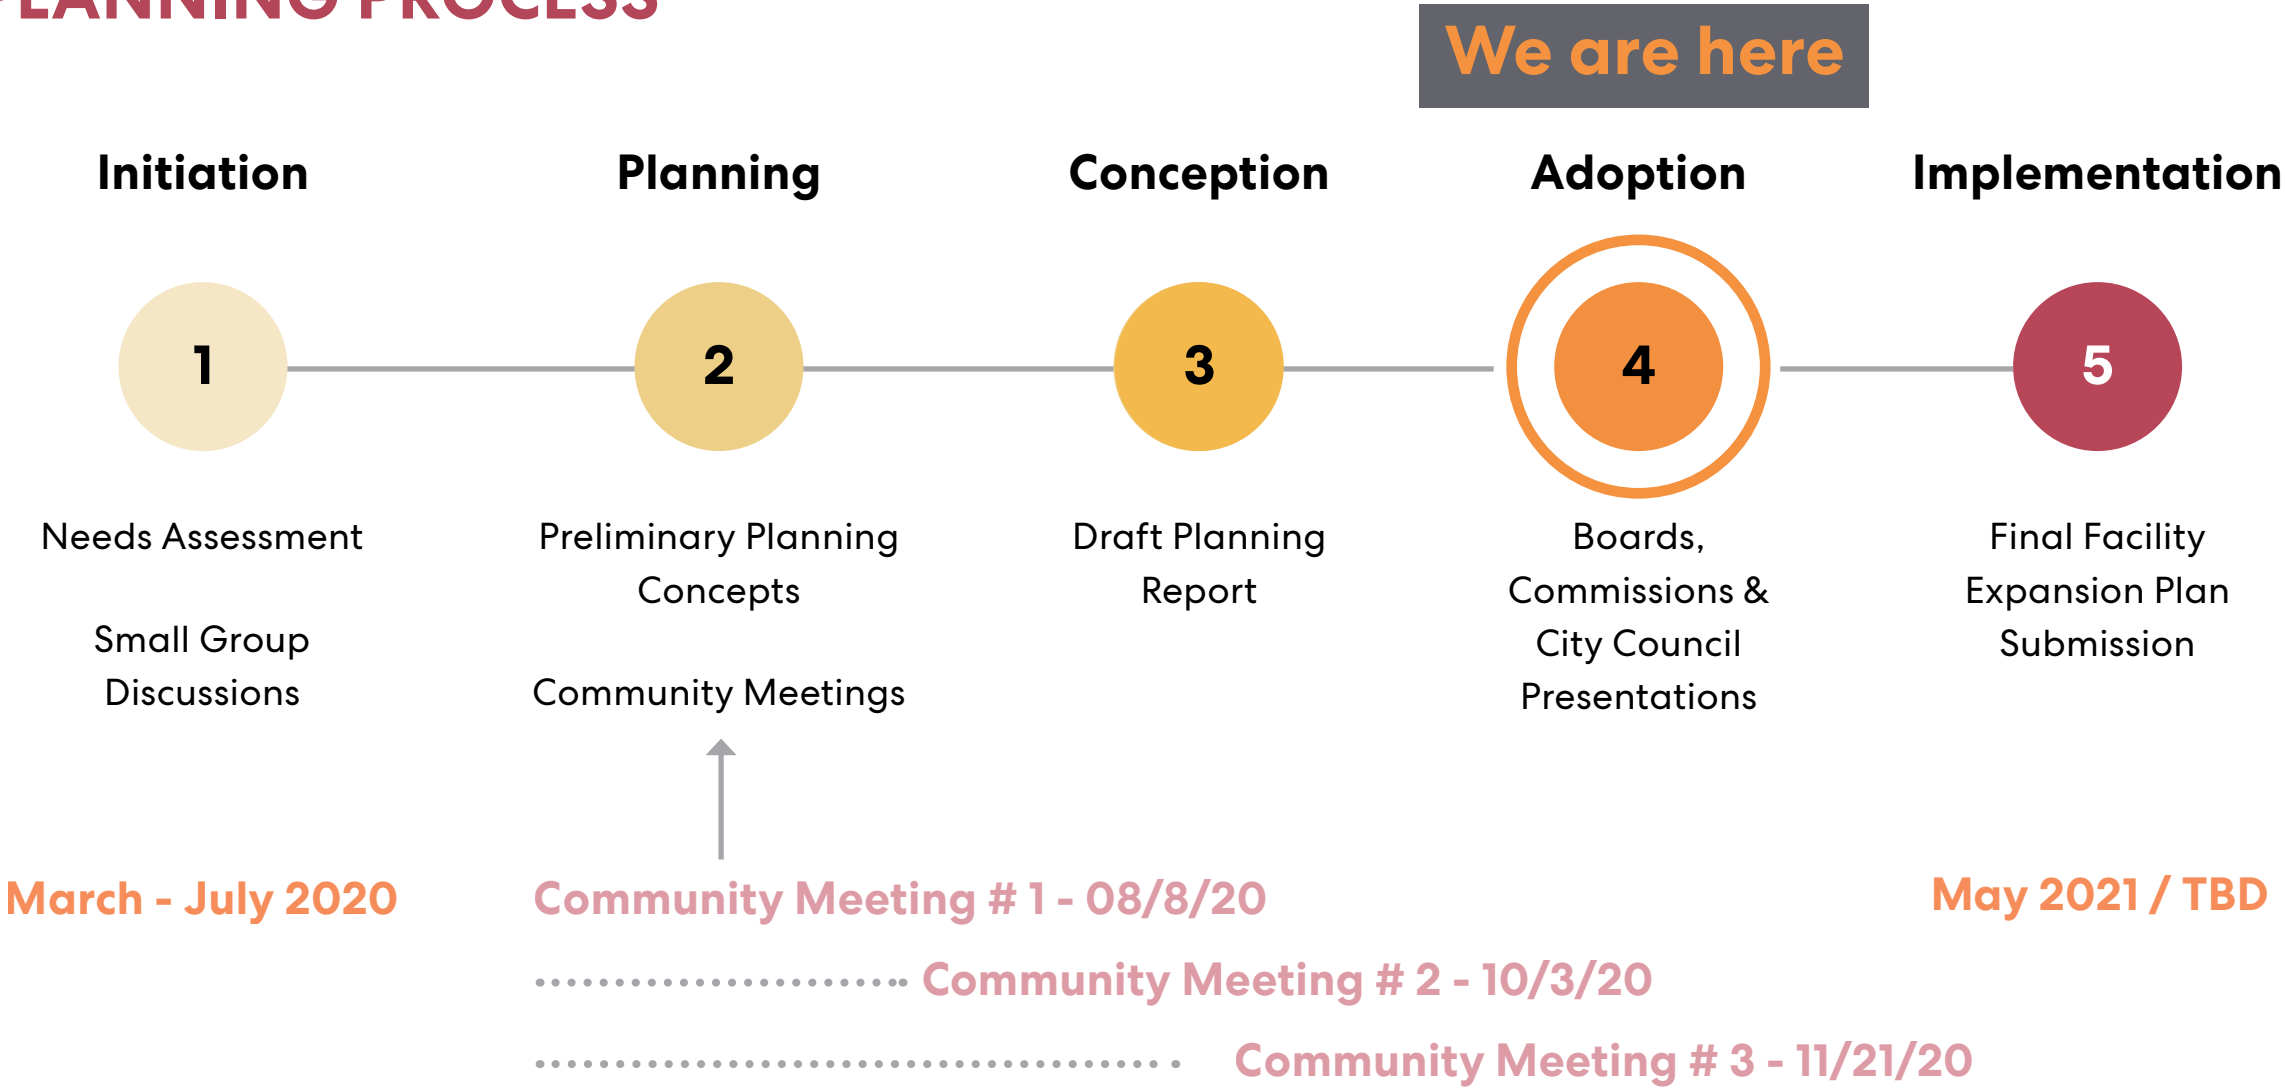 PLANNING PROCESS
We are here
Initiation
Planning
Conception
Adoption
Implementation
1
2
3
4
5
Needs Assessment
Small Group
Discussions
Preliminary Planning
Concepts
Community Meetings
Draft Planning
Report
Boards,
Commissions &
City Council
Presentations
Final Facility
Expansion Plan
Submission
March - July 2020
Community Meeting # 1 - 08/8/20
May 2021 / TBD
Community Meeting # 2 - 10/3/20
Community Meeting # 3 - 11/21/20